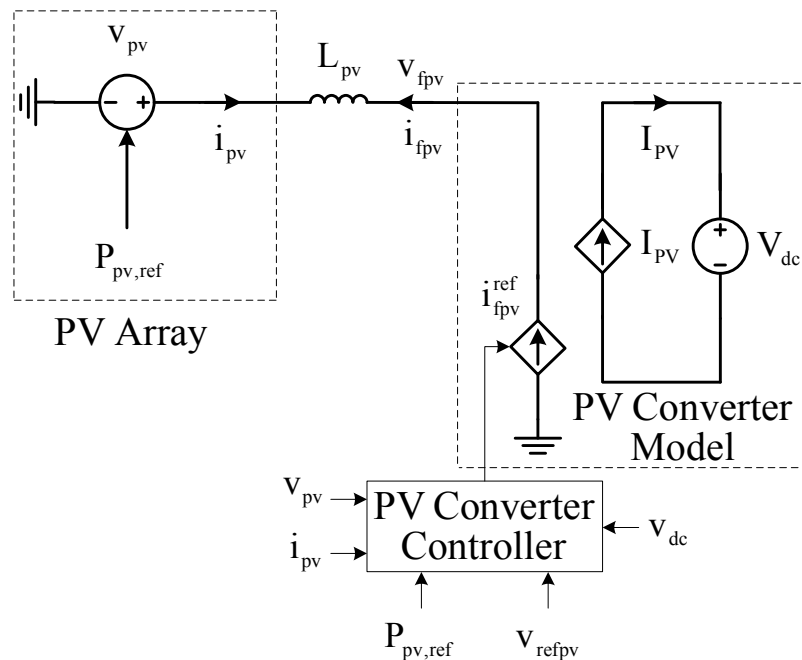 v_pv
L_pv
v_fpv
i_pv
i_fpv
I_PV
I_PV
V_dc
P_pv,ref
i_fpv^ref
PV Array
PV Converter
Model
v_pv
PV Converter
Controller
i_pv
v_dc
P_pv,ref
v_refpv